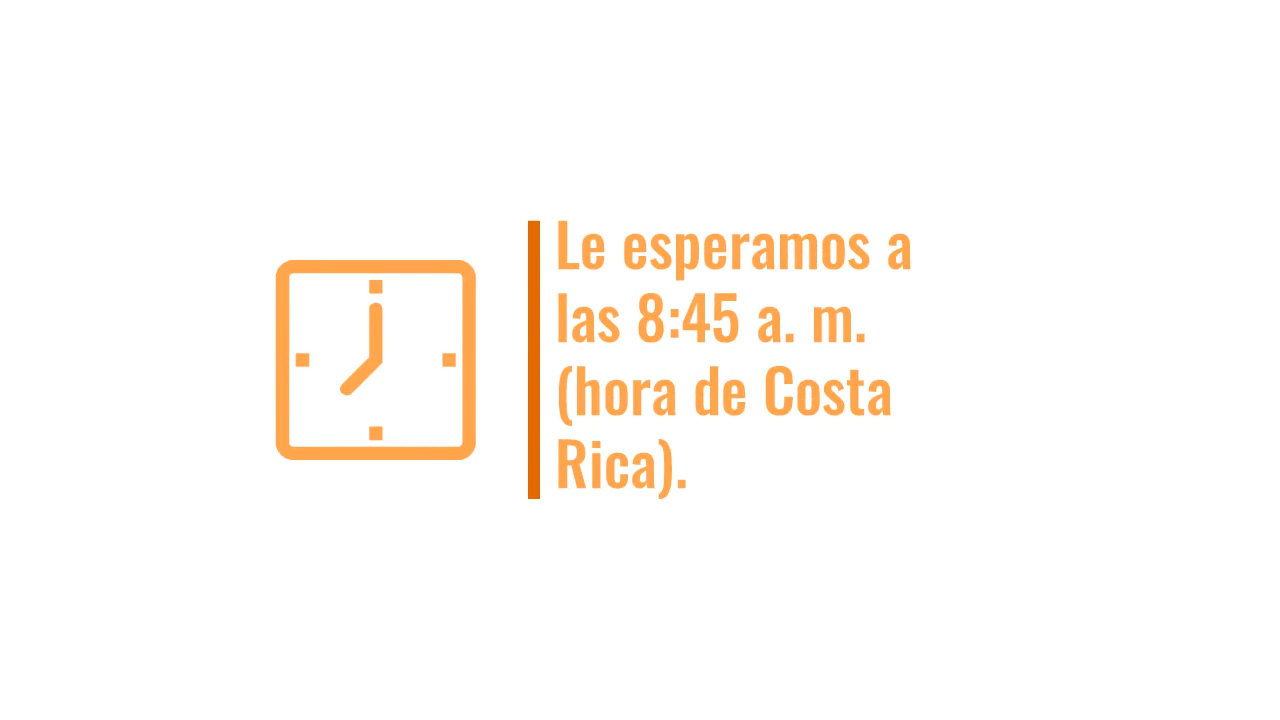 Le esperamos a
las 8:45 a. m.
(hora de Costa
Rica).